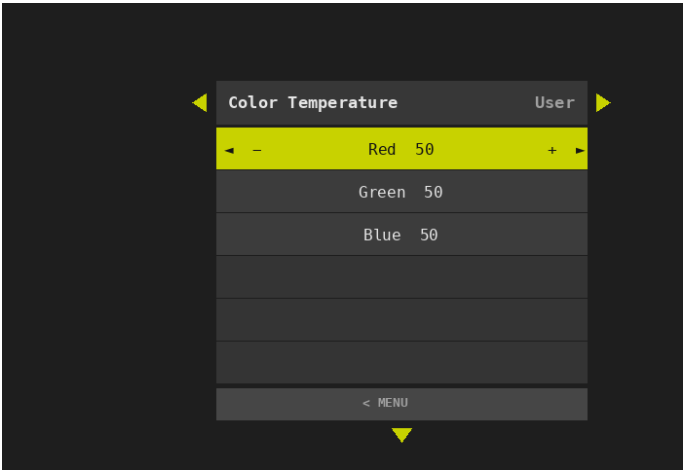 Color Temperature User
◄ – Red 50 + ►
Green 50
Blue 50
< MENU